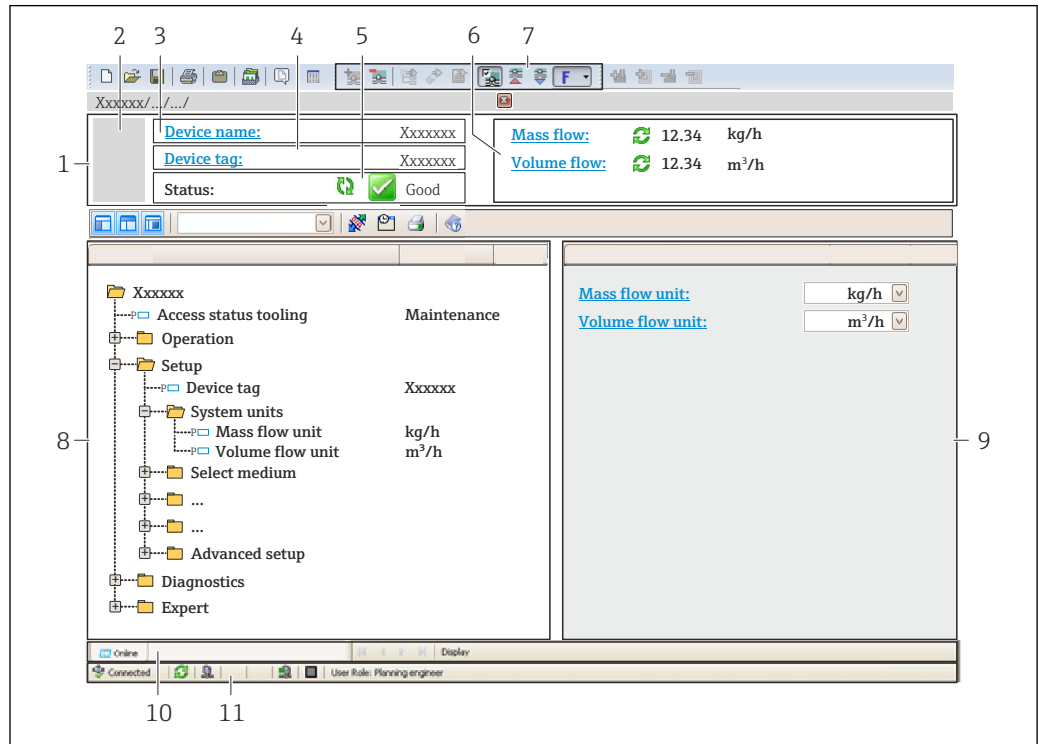 2 3 4 5 6 7
F
Xxxxxx/.../.../
1
Device name: Xxxxxxx
Device tag: Xxxxxxx
Status: Good
Mass flow: 12.34 kg/h
Volume flow: 12.34 m³/h
Xxxxxx
P Access status tooling Maintenance
Operation
Setup
P Device tag Xxxxxx
System units
P Mass flow unit kg/h
P Volume flow unit m³/h
Select medium
...
...
Advanced setup
Diagnostics
Expert
Mass flow unit: kg/h
Volume flow unit: m³/h
8
9
Online Display
Connected User Role: Planning engineer
10 11